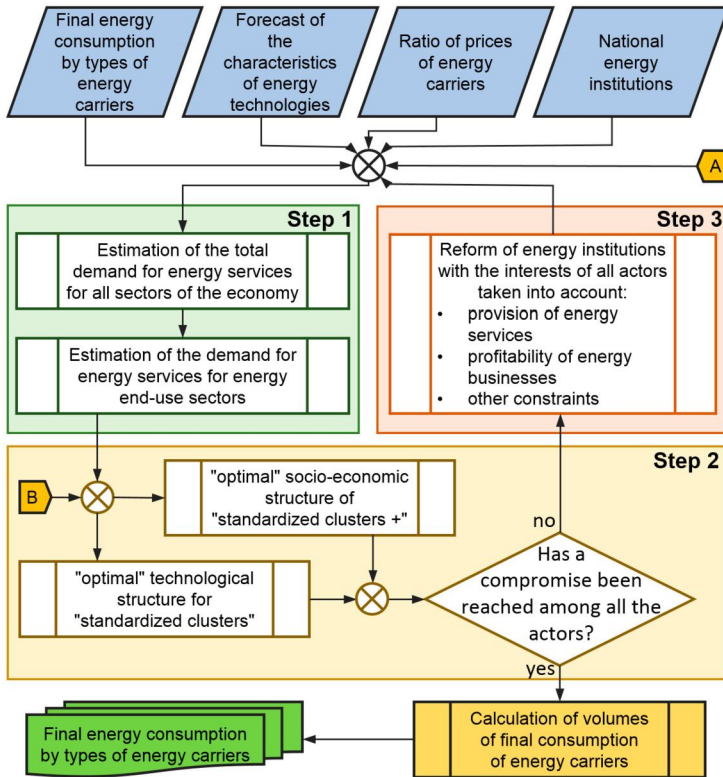 Final energy
consumption
by types of
energy
carriers
Forecast of
the
characteristics
of energy
technologies
Ratio of prices
of energy
carriers
National
energy
institutions
A
Step 1
Estimation of the total
demand for energy services
for all sectors of the economy
Estimation of the demand for
energy services for energy
end-use sectors
Step 3
Reform of energy institutions
with the interests of all actors
taken into account:
• provision of energy
services
• profitability of energy
businesses
• other constraints
Step 2
B
"optimal" socio-economic
structure of
"standardized clusters +"
"optimal" technological
structure for
"standardized clusters"
no
Has a
compromise been
reached among all the
actors?
yes
Final energy consumption
by types of energy carriers
Calculation of volumes
of final consumption
of energy carriers